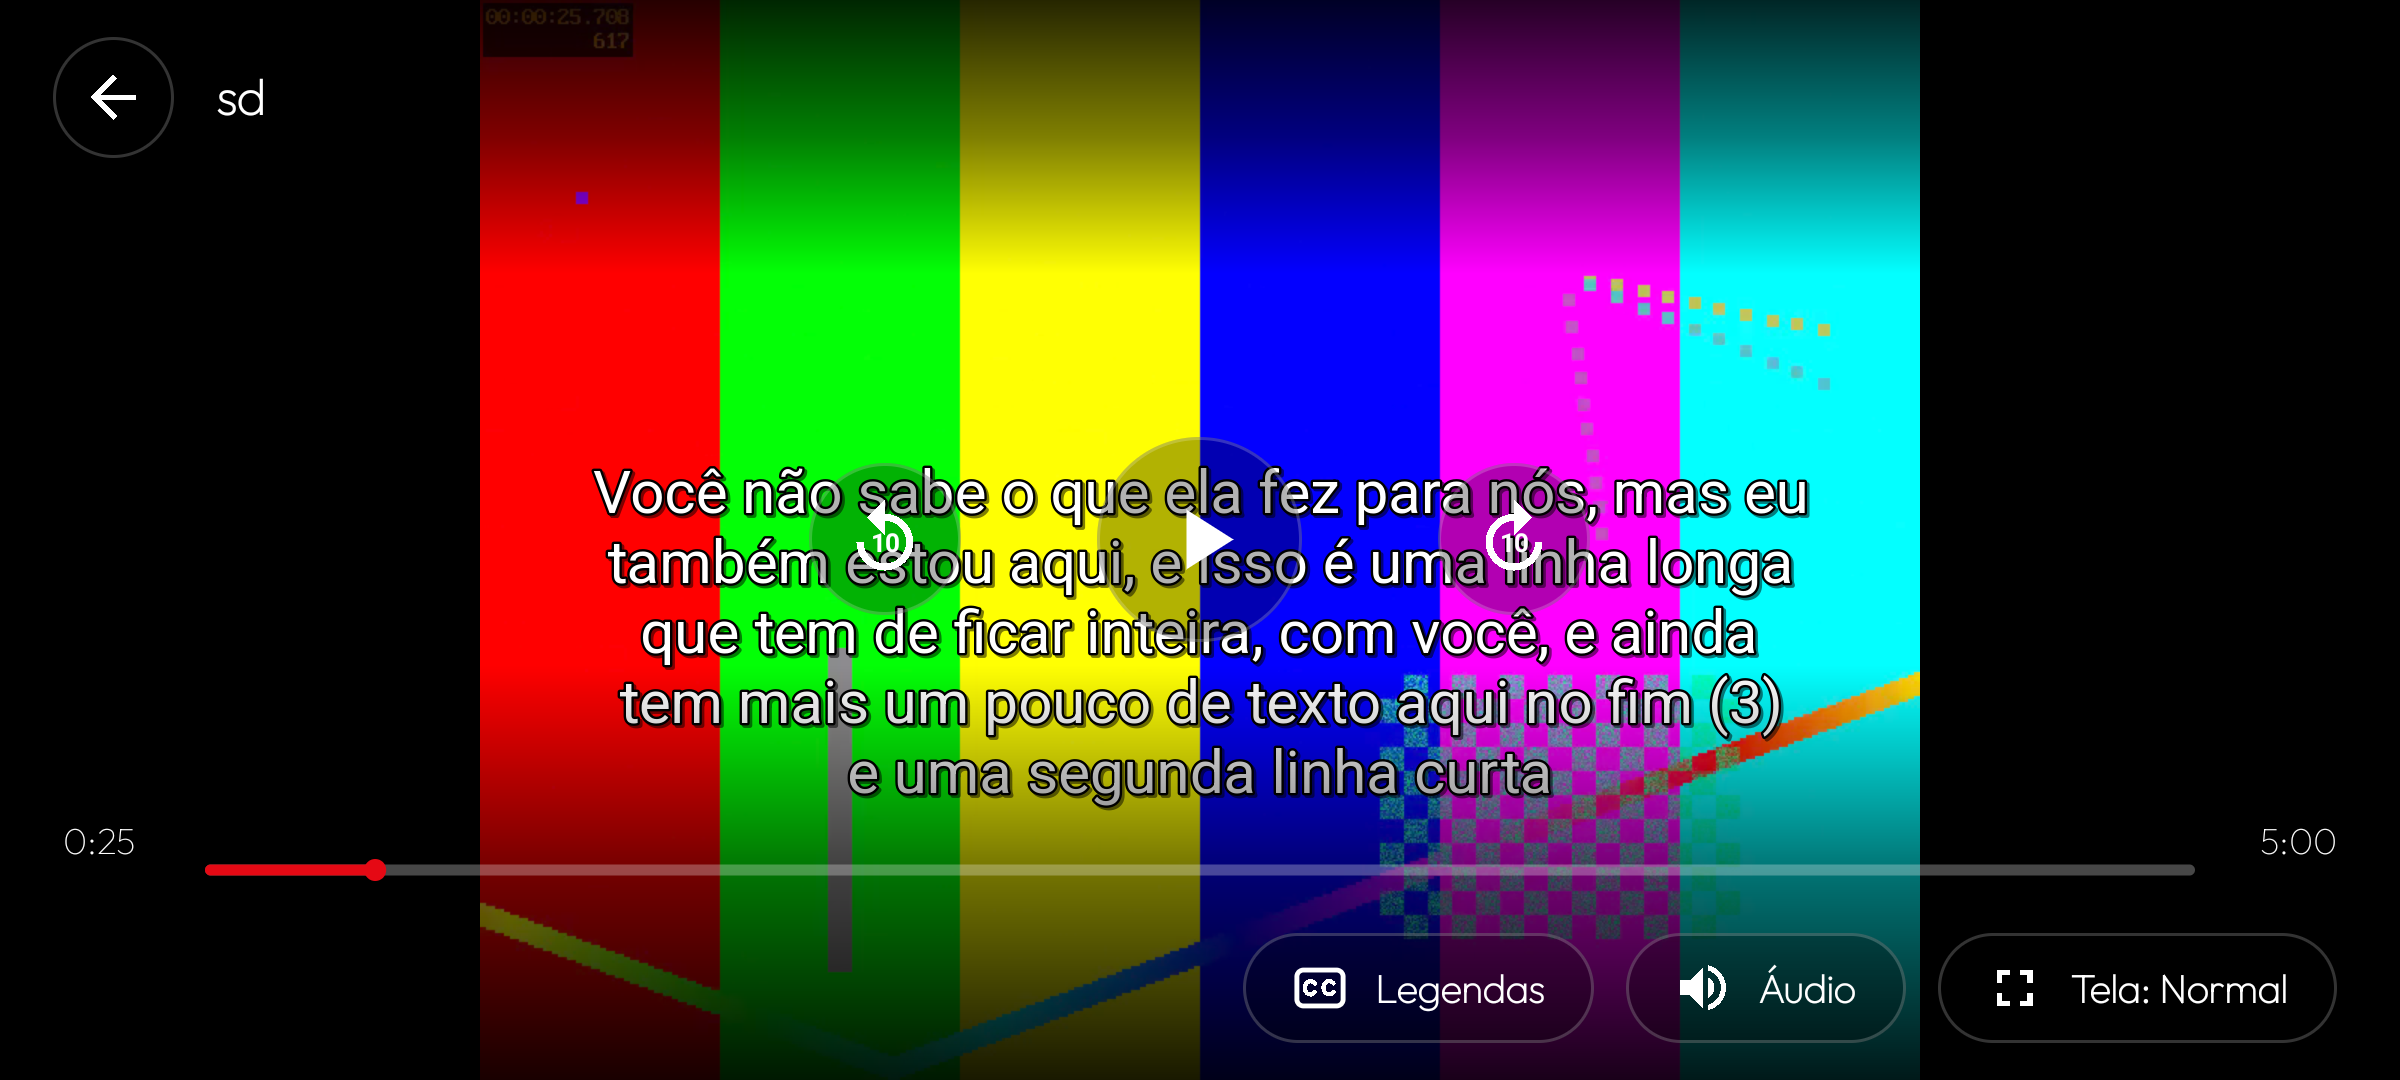 00:00:25.708
617
sd
Você não sabe o que ela fez para nós, mas eu
também estou aqui, e isso é uma linha longa
que tem de ficar inteira, com você, e ainda
tem mais um pouco de texto aqui no fim (3)
e uma segunda linha curta
10
10
0:25
5:00
CC Legendas
Áudio
Tela: Normal